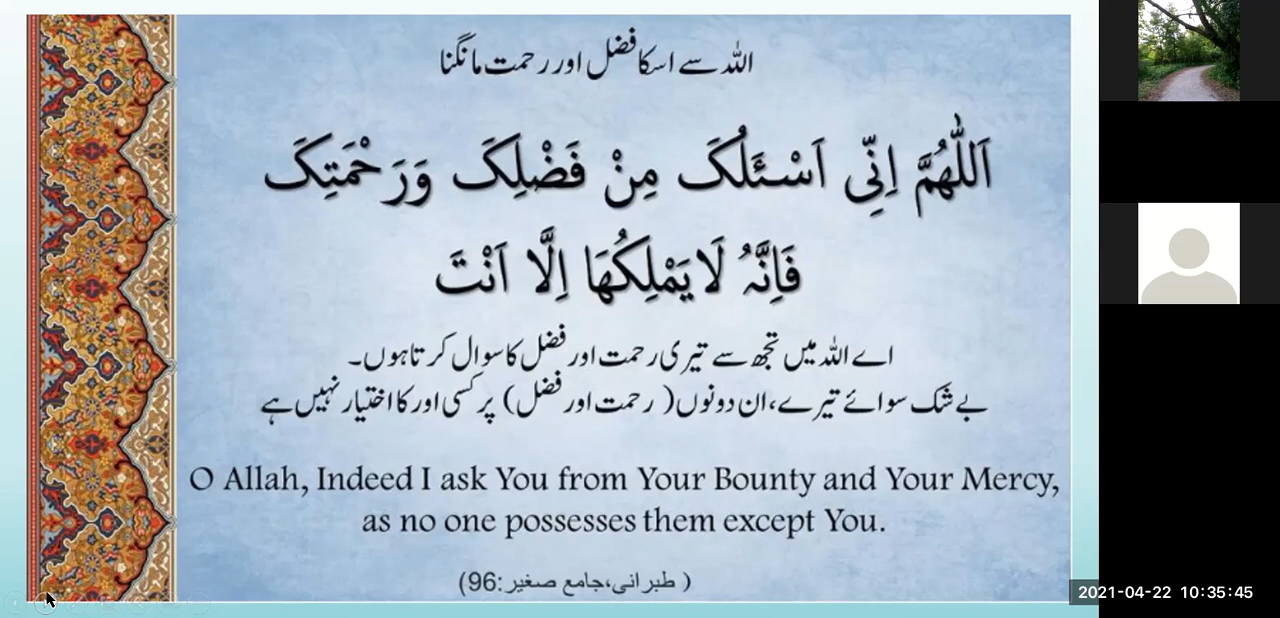 اللہ سے اسکا فضل اور رحمت مانگنا
اَللّٰهُمَّ اِنِّی اَسْئَلُکَ مِنْ فَضْلِکَ وَرَحْمَتِکَ
فَاِنَّہُ لَا یَمْلِکُهَا اِلَّا اَنْتَ
اے اللہ میں تجھ سے تیری رحمت اور فضل کا سوال کرتا ہوں۔
بے شک سوائے تیرے، ان دونوں( رحمت اور فضل) پر کسی اور کا اختیار نہیں ہے
O Allah, Indeed I ask You from Your Bounty and Your Mercy,
as no one possesses them except You.
( طبرانی،جامع صغیر:96)
2021-04-22 10:35:45